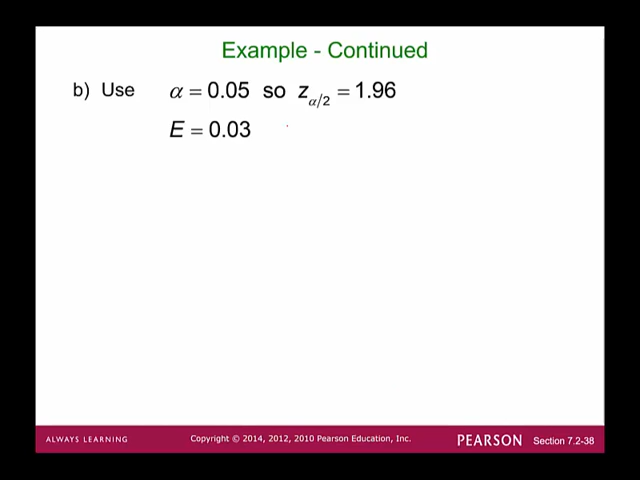 Example - Continued
b) Use α = 0.05 so z α/2 = 1.96
E = 0.03
ALWAYS LEARNING
Copyright © 2014, 2012, 2010 Pearson Education, Inc.
PEARSON
Section 7.2-38